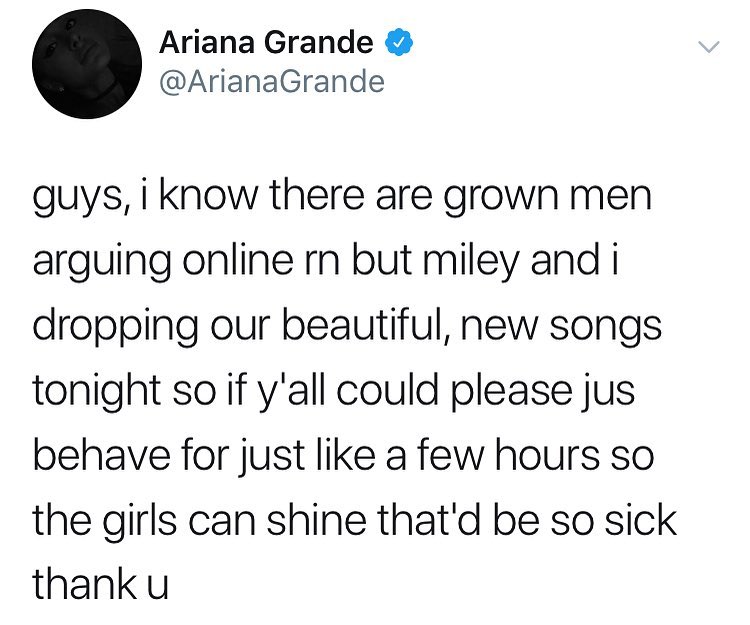 Ariana Grande
@ArianaGrande
guys, i know there are grown men
arguing online rn but miley and i
dropping our beautiful, new songs
tonight so if y'all could please jus
behave for just like a few hours so
the girls can shine that'd be so sick
thank u